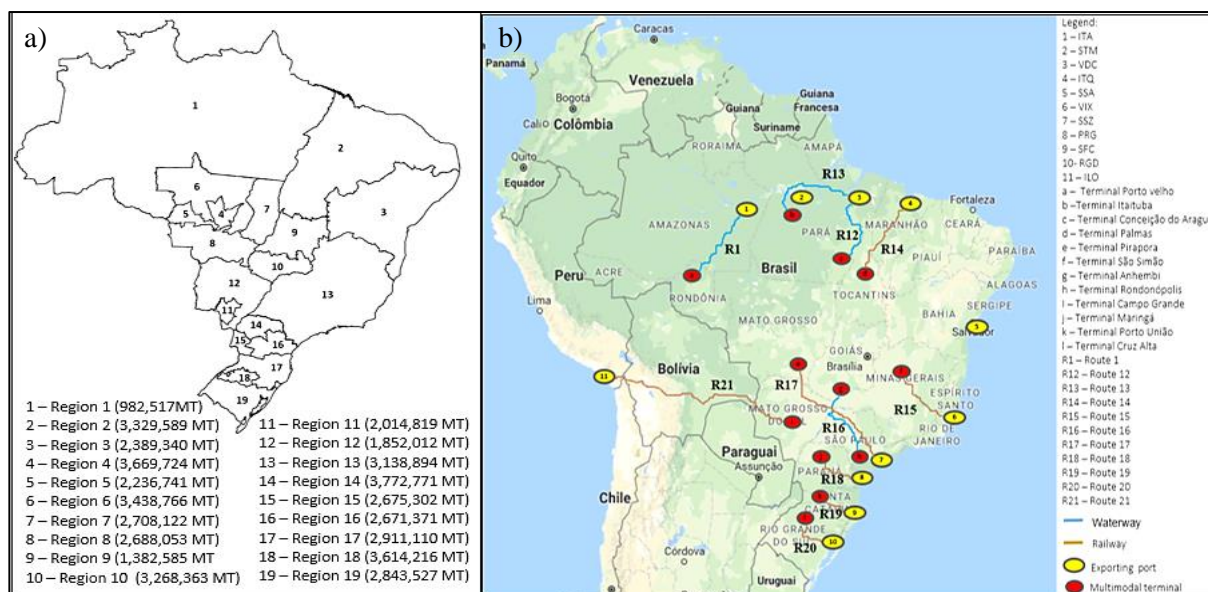 a)
1
2
3
4
5
6
7
8
9
10
11
12
13
14
15
16
17
18
19
1 – Region 1 (982,517MT)
2 – Region 2 (3,329,589 MT)
3 – Region 3 (2,389,340 MT)
4 – Region 4 (3,669,724 MT)
5 – Region 5 (2,236,741 MT)
6 – Region 6 (3,438,766 MT)
7 – Region 7 (2,708,122 MT)
8 – Region 8 (2,688,053 MT)
9 – Region 9 (1,382,585 MT
10 – Region 10 (3,268,363 MT)
11 – Region 11 (2,014,819 MT)
12 – Region 12 (1,852,012 MT)
13 – Region 13 (3,138,894 MT)
14 – Region 14 (3,772,771 MT)
15 – Region 15 (2,675,302 MT)
16 – Region 16 (2,671,371 MT)
17 – Region 17 (2,911,110 MT)
18 – Region 18 (3,614,216 MT)
19 – Region 19 (2,843,527 MT)
b)
Caracas
Panamá
Venezuela
Guiana
Guiana Francesa
Suriname
Bogotá
Cali
Colômbia
RORAIMA
AMAPÁ
Quito
Equador
R13
Fortaleza
1
2
3
4
AMAZONAS
PARÁ
MARANHÃO
CEARÁ
R1
R12
R14
PARAÍBA
PIAUÍ
Peru
ACRE
Brasil
RONDÔNIA
TOCANTINS
ALAGOAS
SERGIPE
Lima
BAHIA
MATO GROSSO
5
Salvador
GOIÁS
Brasília
Bolívia
11
R21
R17
MINAS GERAIS
ESPÍRITO SANTO
R15
6
MATO GROSSO DO SUL
RIO DE JANEIRO
R16
SÃO PAULO
Paraguai
Assunção
7
PARANÁ
8
R18
Chile
SANTA CATARINA
R19
9
RIO GRANDE DO SUL
R20
10
Córdova
Uruguai
Legend:
1 – ITA
2 – STM
3 – VDC
4 – ITQ
5 – SSA
6 – VIX
7 – SSZ
8 – PRG
9 – SFC
10- RGD
11 – ILO
a – Terminal Porto velho
b – Terminal Itaituba
c – Terminal Conceição do Aragu
d – Terminal Palmas
e – Terminal Pirapora
f – Terminal São Simão
g – Terminal Anhembi
h – Terminal Rondonópolis
I – Terminal Campo Grande
j – Terminal Maringá
k – Terminal Porto União
l – Terminal Cruz Alta
R1 – Route 1
R12 – Route 12
R13 – Route 13
R14 – Route 14
R15 – Route 15
R16 – Route 16
R17 – Route 17
R18 – Route 18
R19 – Route 19
R20 – Route 20
R21 – Route 21
Waterway
Railway
Exporting port
Multimodal terminal